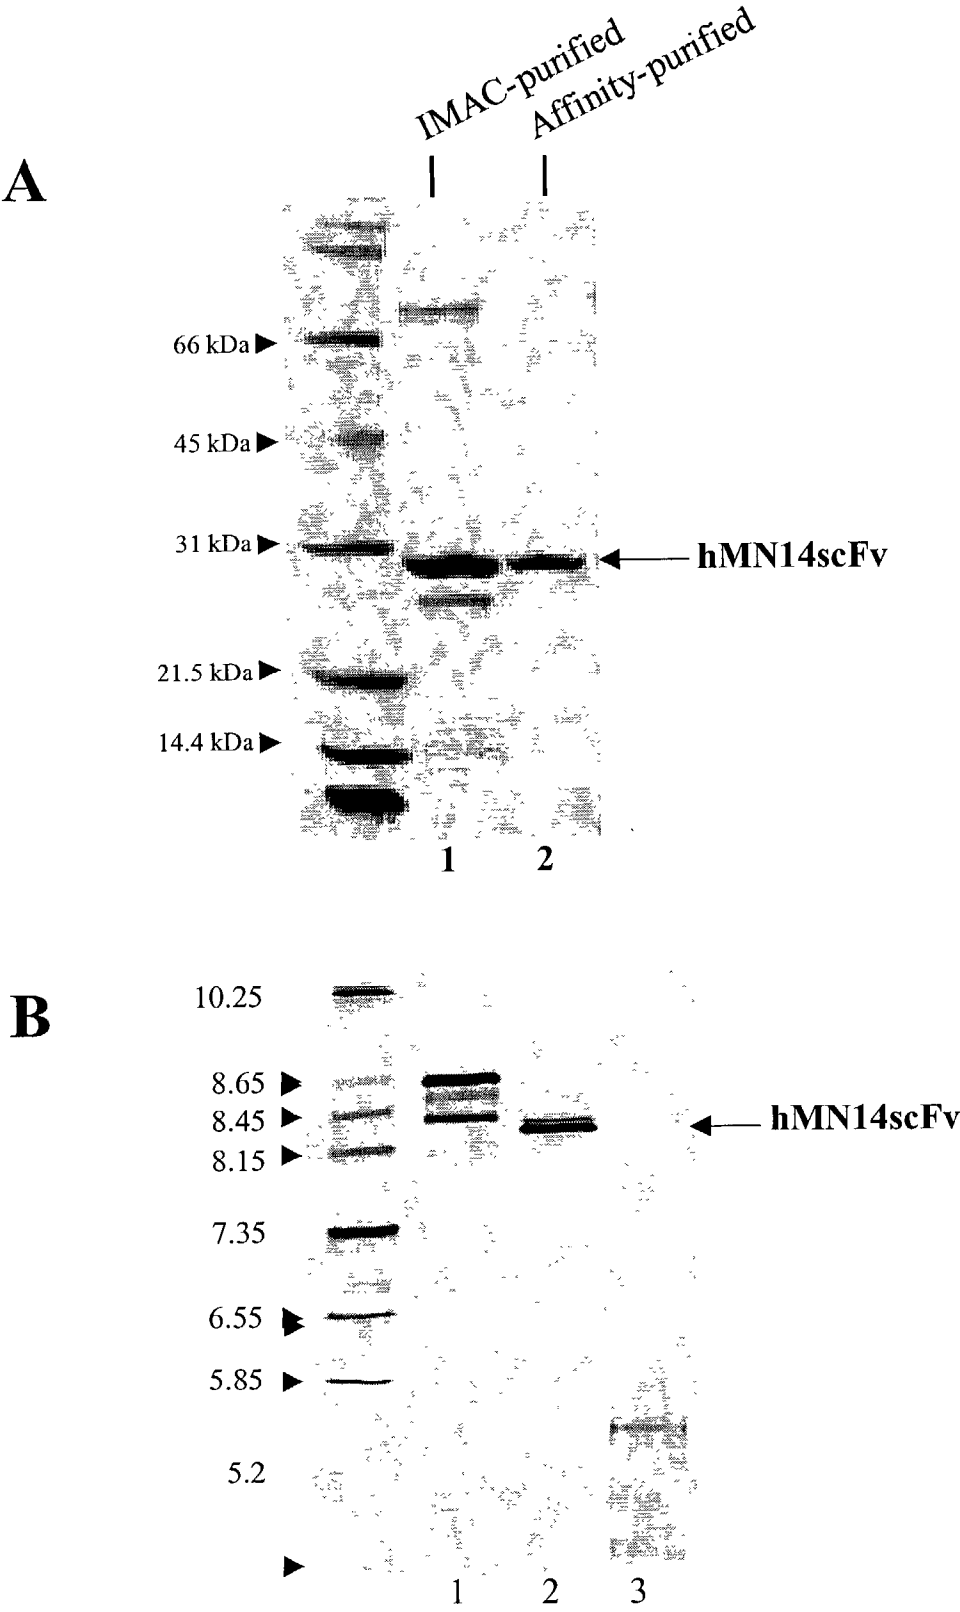 IMAC-purified
Affinity-purified
A
66 kDa
45 kDa
31 kDa
hMN14scFv
21.5 kDa
14.4 kDa
1 2
B
10.25
8.65
8.45
hMN14scFv
8.15
7.35
6.55
5.85
5.2
1 2 3